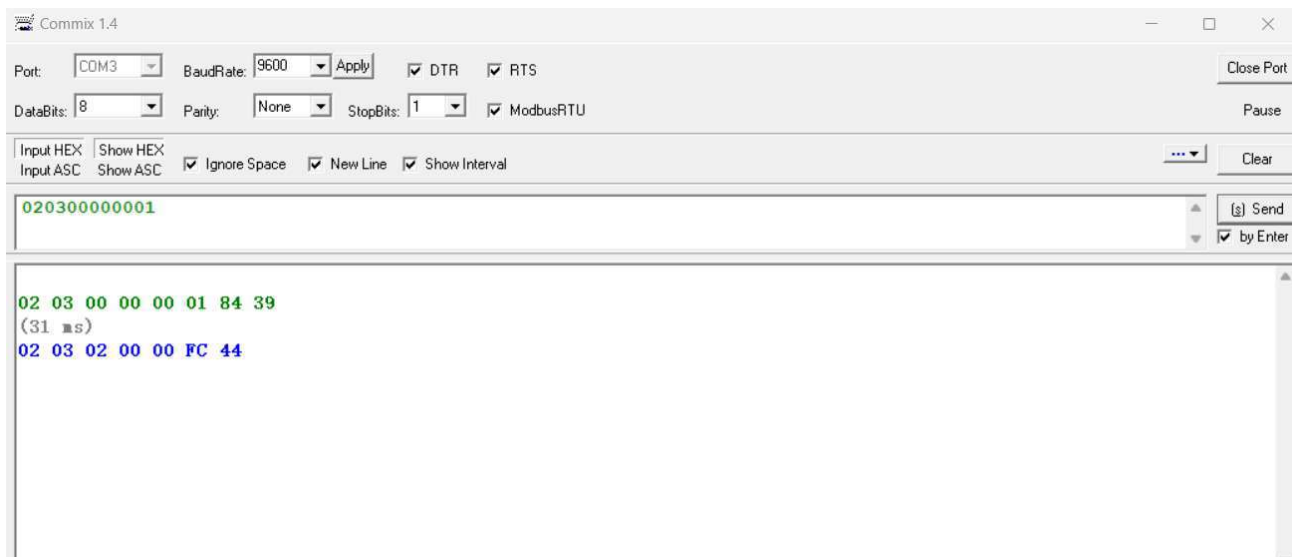 Commix 1.4
Port: COM3 BaudRate: 9600 Apply DTR RTS Close Port
DataBits: 8 Parity: None StopBits: 1 ModbusRTU Pause
Input HEX Show HEX
Input ASC Show ASC Ignore Space New Line Show Interval ... Clear
020300000001 (s) Send
by Enter
02 03 00 00 00 01 84 39
(31 ms)
02 03 02 00 00 FC 44